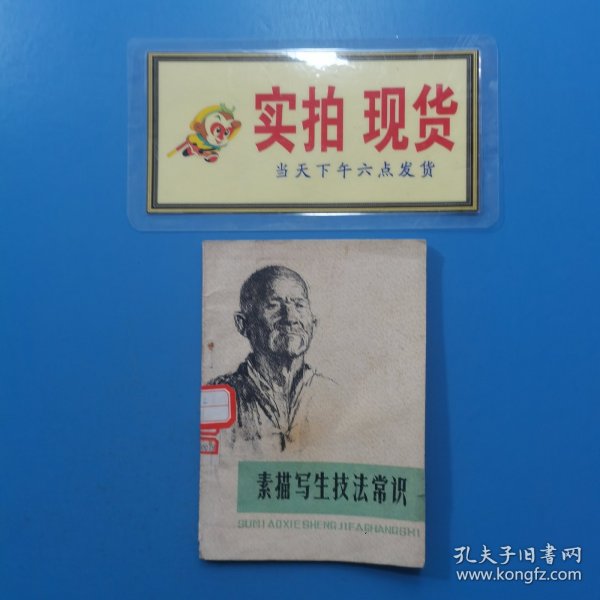 实拍 现货
当天下午六点发货
素描写生技法常识
SUMIAOXIESHENGJIFACHANGSHI
孔夫子旧书网
www.kongfz.com